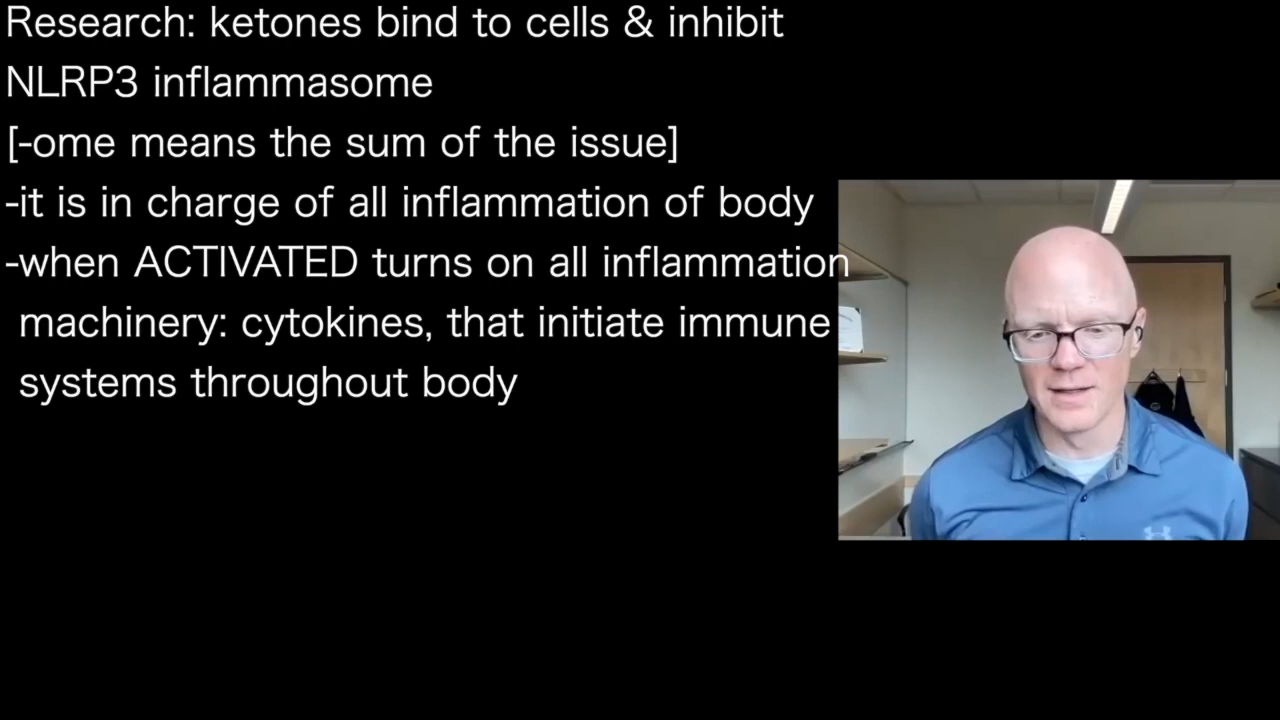 Research: ketones bind to cells & inhibit
NLRP3 inflammasome
[-ome means the sum of the issue]
-it is in charge of all inflammation of body
-when ACTIVATED turns on all inflammation
machinery: cytokines, that initiate immune
systems throughout body